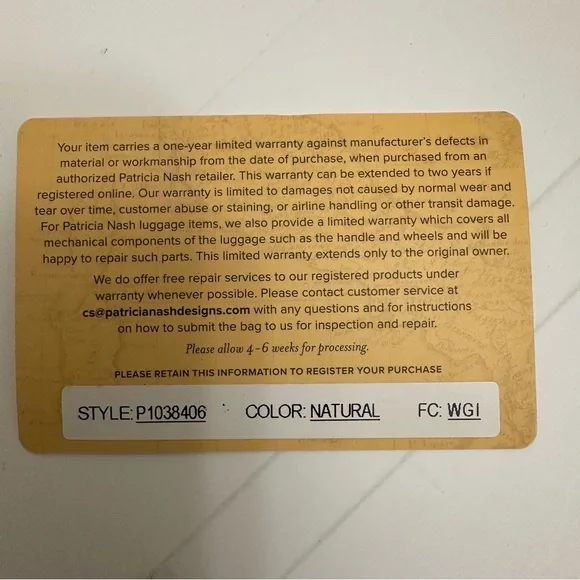 Your item carries a one-year limited warranty against manufacturer's defects in
material or workmanship from the date of purchase, when purchased from an
authorized Patricia Nash retailer. This warranty can be extended to two years if
registered online. Our warranty is limited to damages not caused by normal wear and
tear over time, customer abuse or staining, or airline handling or other transit damage.
For Patricia Nash luggage items, we also provide a limited warranty which covers all
mechanical components of the luggage such as the handle and wheels and will be
happy to repair such parts. This limited warranty extends only to the original owner.
We do offer free repair services to our registered products under
warranty whenever possible. Please contact customer service at
cs@patricianashdesigns.com with any questions and for instructions
on how to submit the bag to us for inspection and repair.
Please allow 4-6 weeks for processing.
PLEASE RETAIN THIS INFORMATION TO REGISTER YOUR PURCHASE
STYLE: P1038406 COLOR: NATURAL FC: WGI